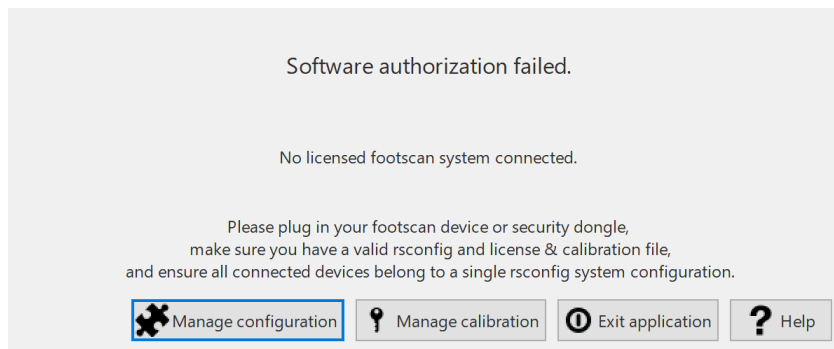 Software authorization failed.
No licensed footscan system connected.
Please plug in your footscan device or security dongle,
make sure you have a valid rsconfig and license & calibration file,
and ensure all connected devices belong to a single rsconfig system configuration.
Manage configuration
Manage calibration
Exit application
Help